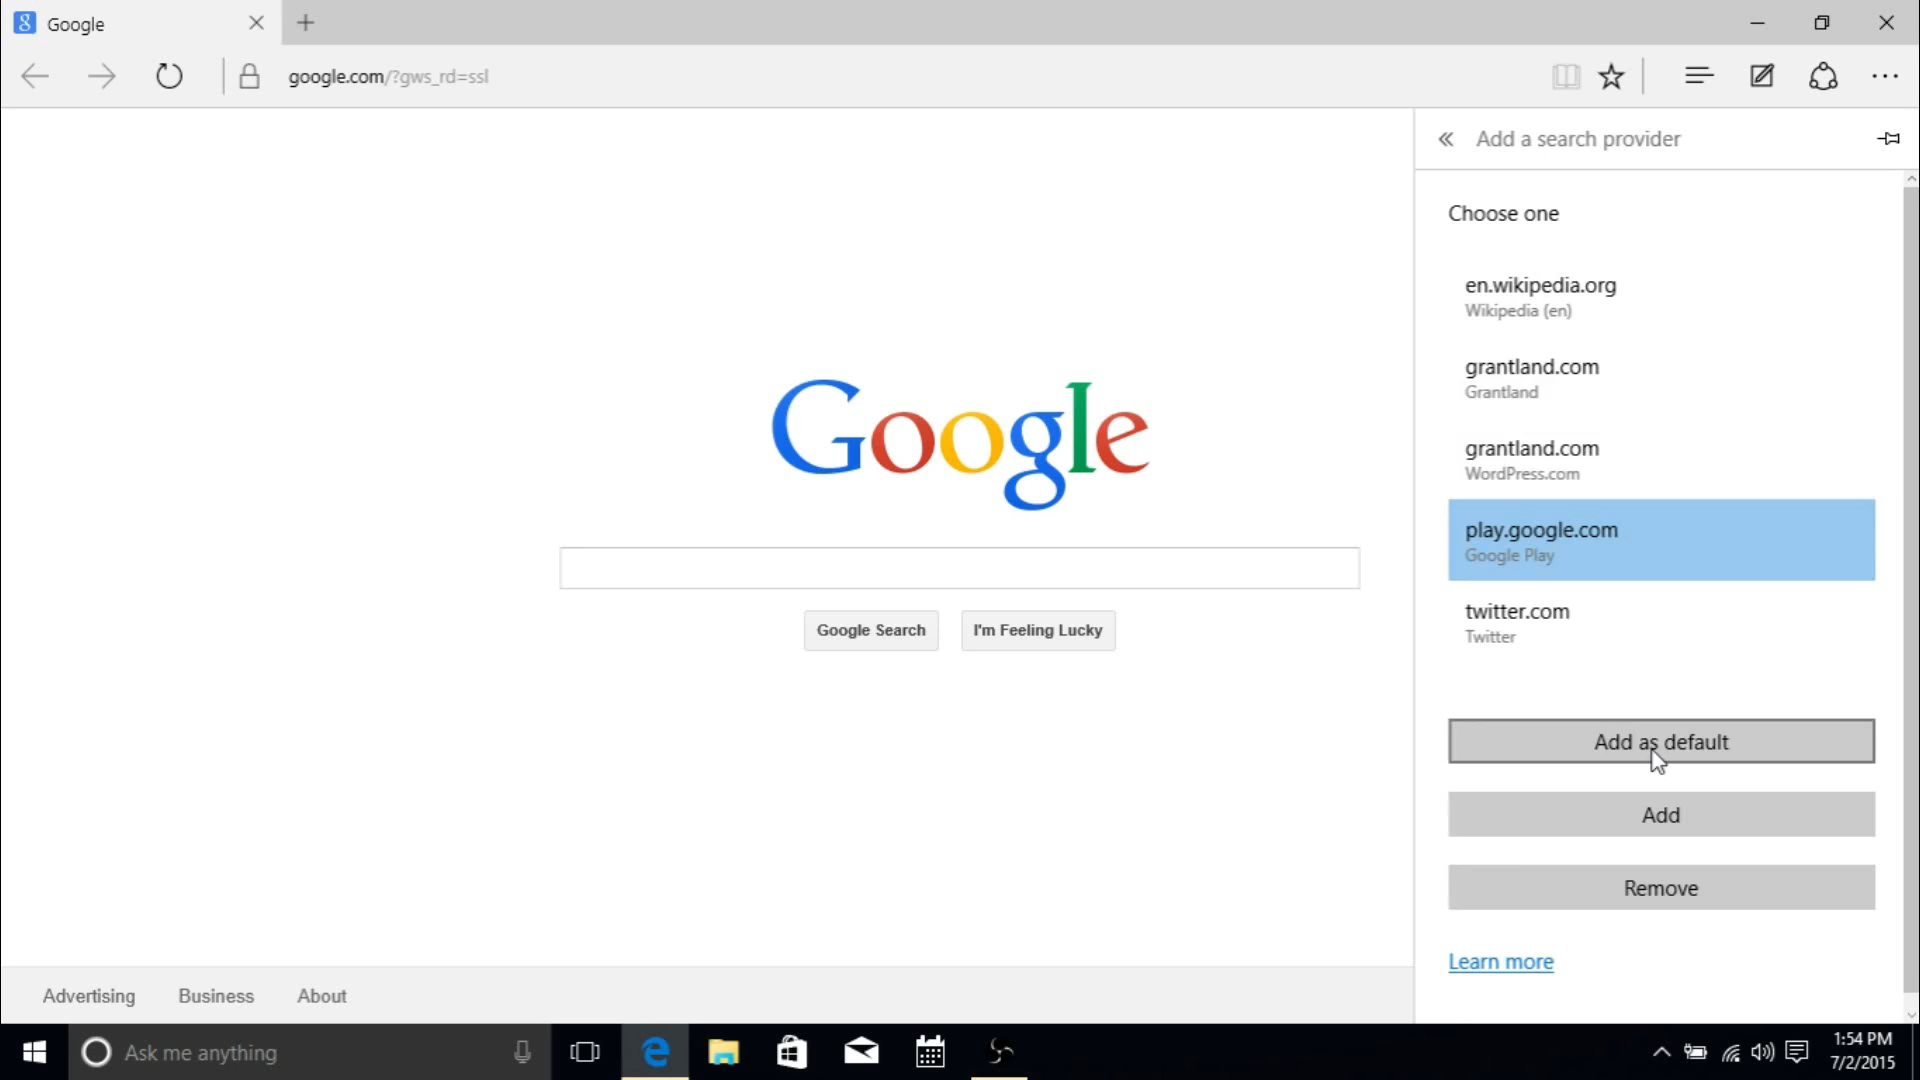 Google
google.com/?gws_rd=ssl
Add a search provider
Choose one
en.wikipedia.org
Wikipedia (en)
grantland.com
Grantland
grantland.com
WordPress.com
play.google.com
Google Play
twitter.com
Twitter
Add as default
Add
Remove
Learn more
Google
Google Search
I'm Feeling Lucky
Advertising
Business
About
Ask me anything
1:54 PM
7/2/2015